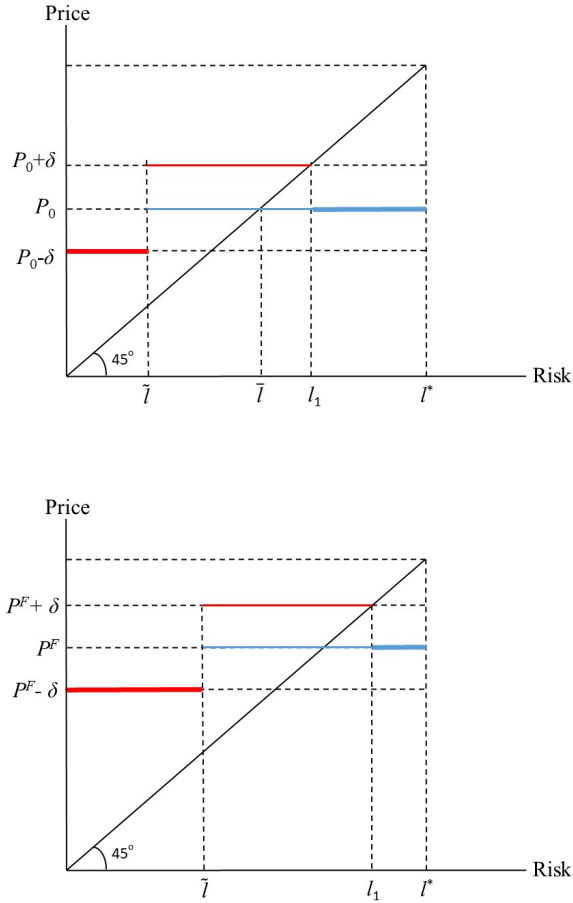 Price
P₀+δ
P₀
P₀-δ
45°
Risk
l̃ l̄ l₁ l*
Price
Pᶠ+ δ
Pᶠ
Pᶠ- δ
45°
Risk
l̃ l₁ l*